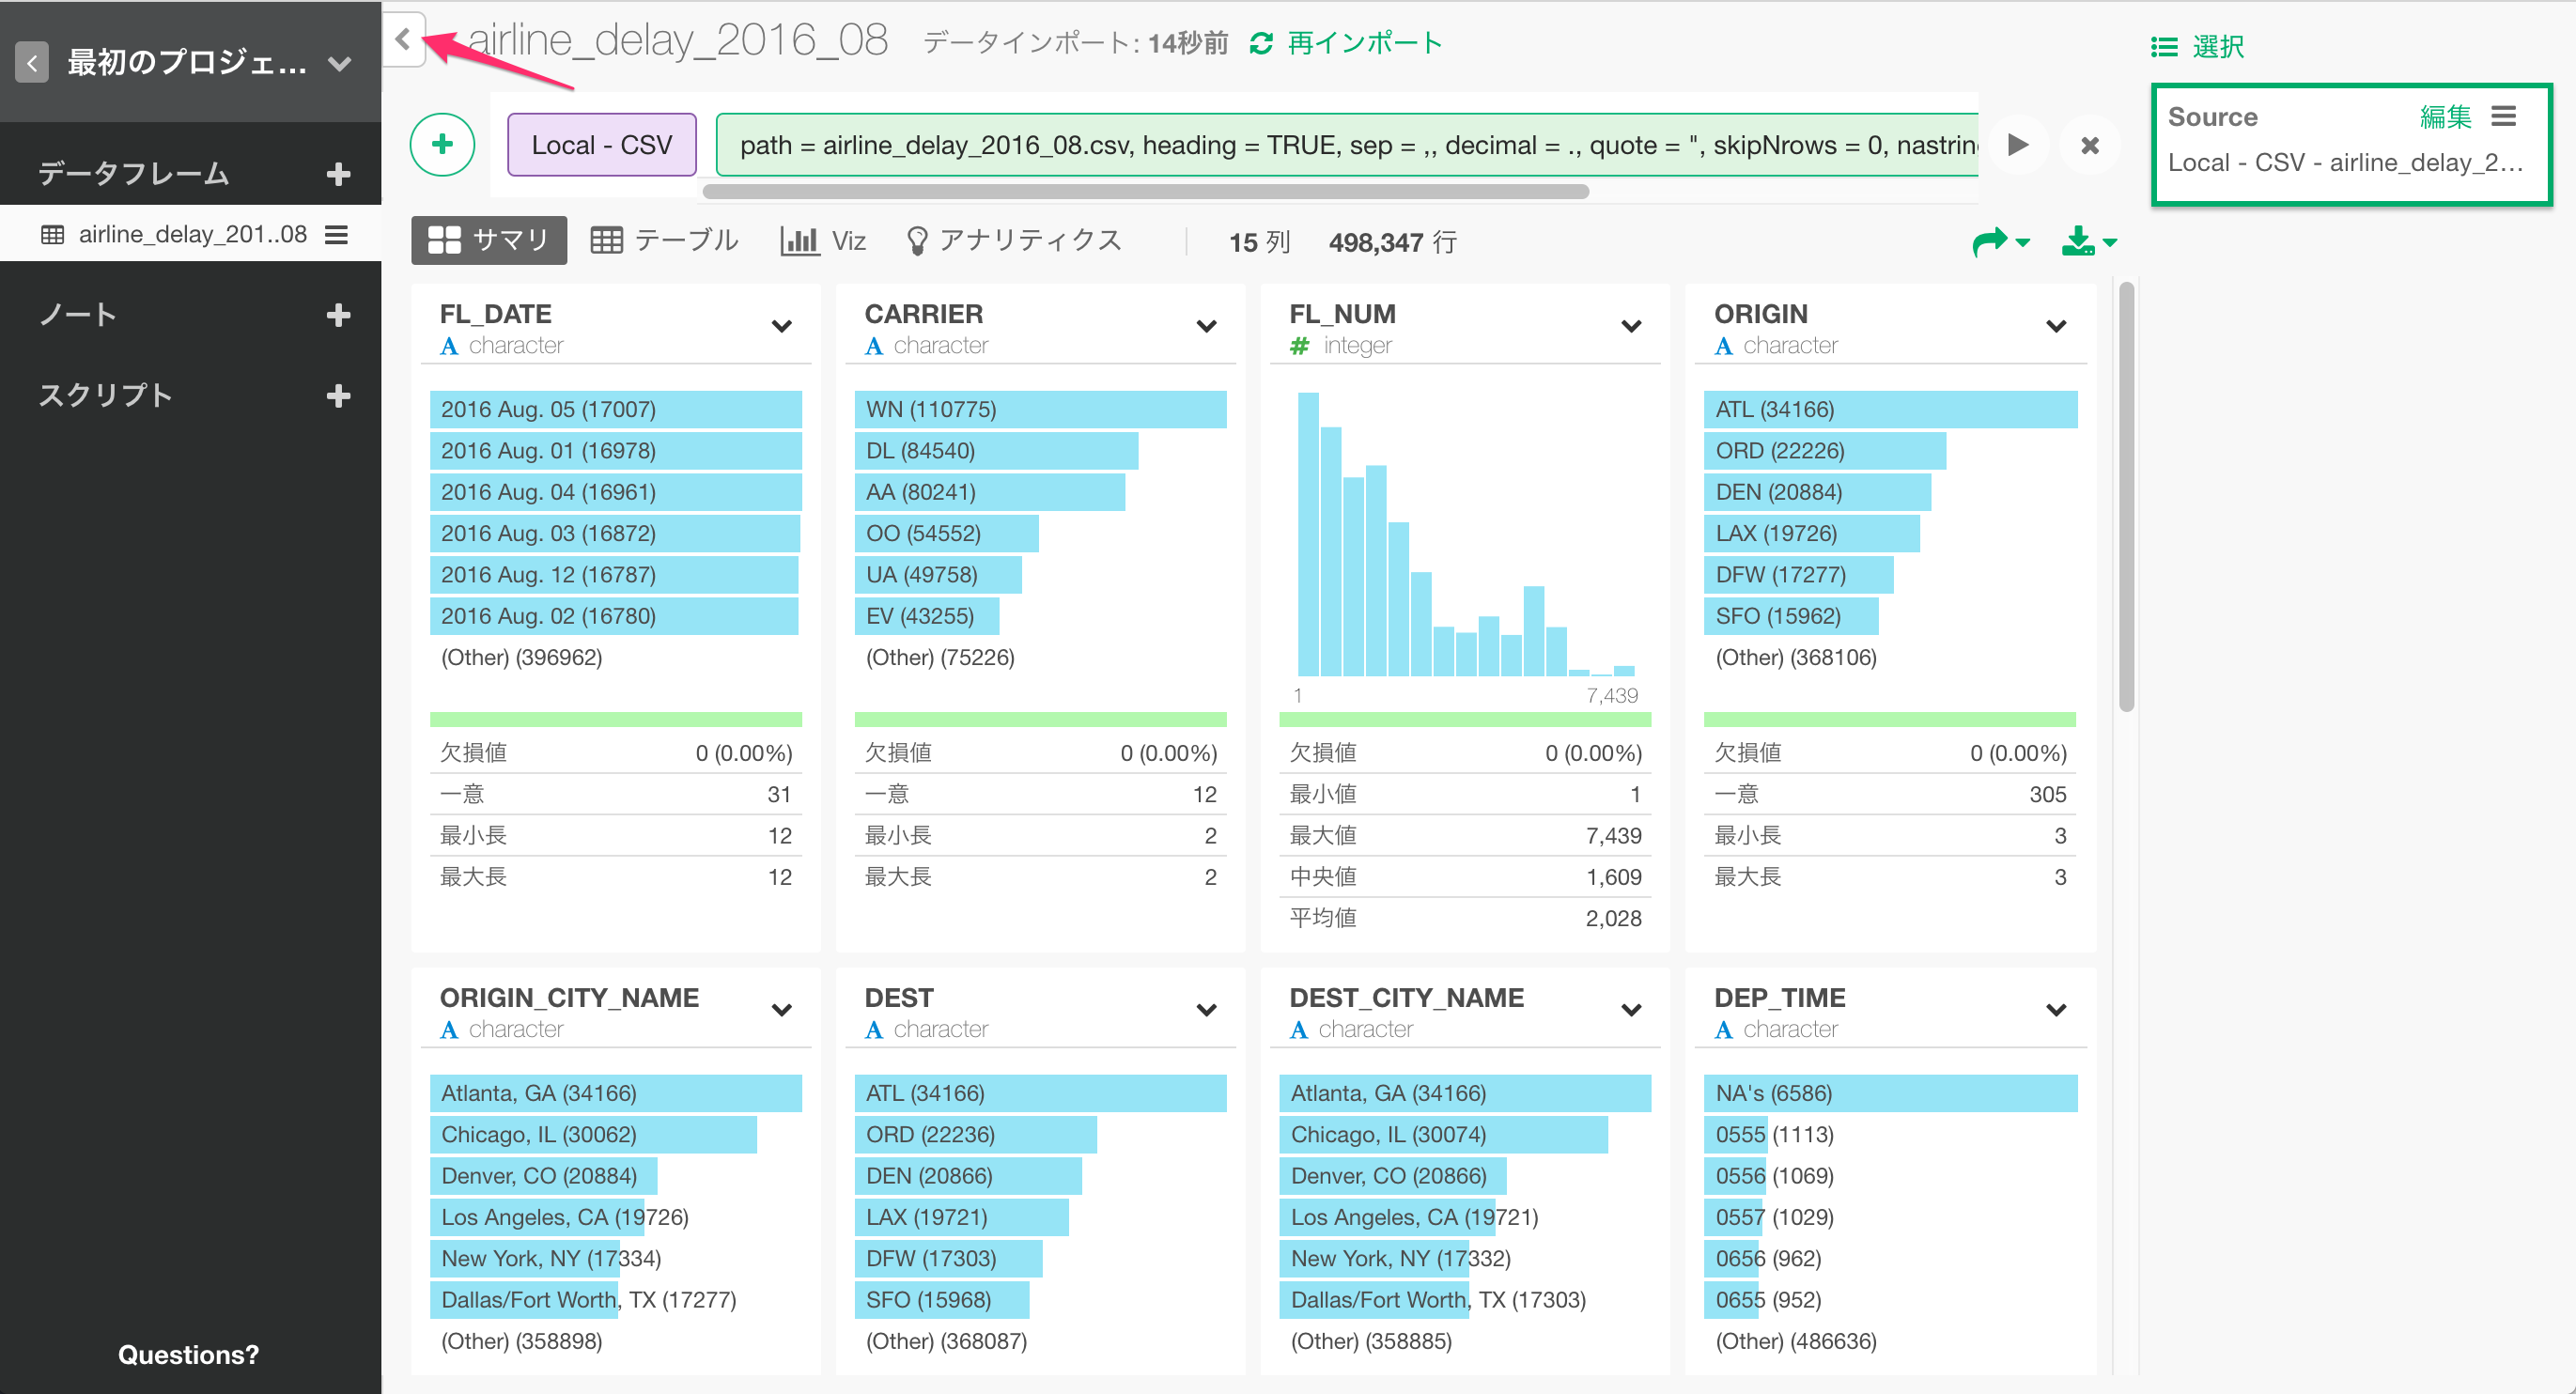 最初のプロジェ...
データフレーム
airline_delay_201..08
ノート
スクリプト
Questions?
airline_delay_2016_08 データインポート: 14秒前 再インポート
Local - CSV path = airline_delay_2016_08.csv, heading = TRUE, sep = ,, decimal = ., quote = ", skipNrows = 0, nastrin
サマリ テーブル Viz アナリティクス 15 列 498,347 行
FL_DATE
character
2016 Aug. 05 (17007)
2016 Aug. 01 (16978)
2016 Aug. 04 (16961)
2016 Aug. 03 (16872)
2016 Aug. 12 (16787)
2016 Aug. 02 (16780)
(Other) (396962)
欠損値 0 (0.00%)
一意 31
最小長 12
最大長 12
CARRIER
character
WN (110775)
DL (84540)
AA (80241)
OO (54552)
UA (49758)
EV (43255)
(Other) (75226)
欠損値 0 (0.00%)
一意 12
最小長 2
最大長 2
FL_NUM
# integer
1 7,439
欠損値 0 (0.00%)
最小値 1
最大値 7,439
中央値 1,609
平均値 2,028
ORIGIN
character
ATL (34166)
ORD (22226)
DEN (20884)
LAX (19726)
DFW (17277)
SFO (15962)
(Other) (368106)
欠損値 0 (0.00%)
一意 305
最小長 3
最大長 3
ORIGIN_CITY_NAME
character
Atlanta, GA (34166)
Chicago, IL (30062)
Denver, CO (20884)
Los Angeles, CA (19726)
New York, NY (17334)
Dallas/Fort Worth, TX (17277)
(Other) (358898)
DEST
character
ATL (34166)
ORD (22236)
DEN (20866)
LAX (19721)
DFW (17303)
SFO (15968)
(Other) (368087)
DEST_CITY_NAME
character
Atlanta, GA (34166)
Chicago, IL (30074)
Denver, CO (20866)
Los Angeles, CA (19721)
New York, NY (17332)
Dallas/Fort Worth, TX (17303)
(Other) (358885)
DEP_TIME
character
NA's (6586)
0555 (1113)
0556 (1069)
0557 (1029)
0656 (962)
0655 (952)
(Other) (486636)
選択
Source 編集
Local - CSV - airline_delay_2...